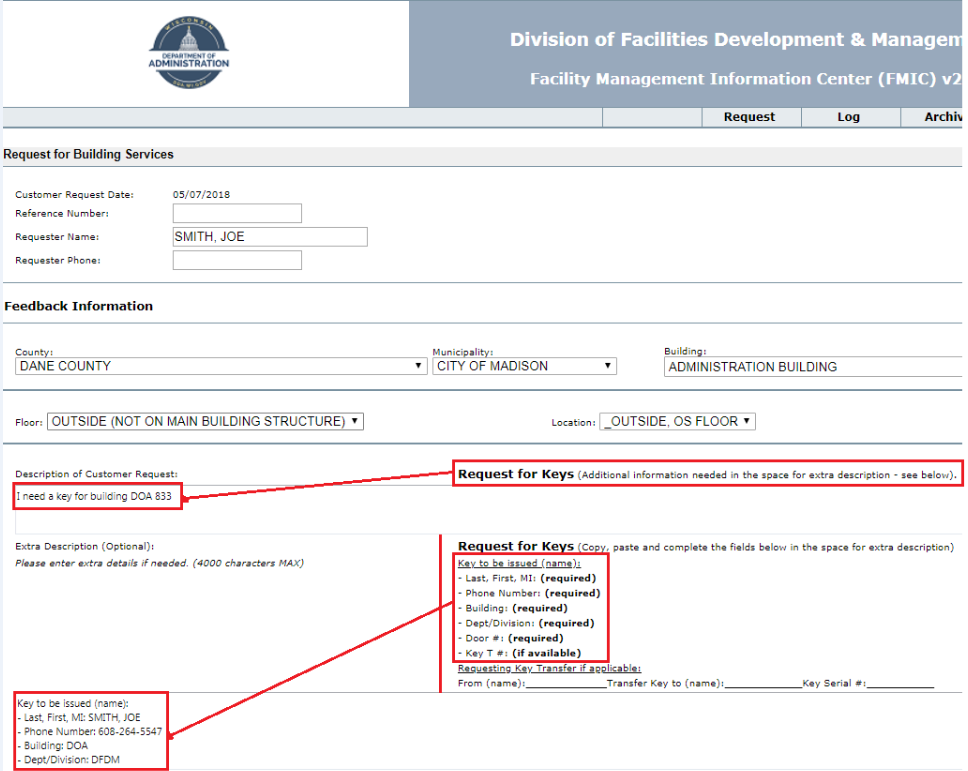 WISCONSIN
DEPARTMENT OF
ADMINISTRATION
Division of Facilities Development & Managem
Facility Management Information Center (FMIC) v2
Request Log Archiv
Request for Building Services
Customer Request Date: 05/07/2018
Reference Number:
Requester Name: SMITH, JOE
Requester Phone:
Feedback Information
County: Municipality: Building:
DANE COUNTY CITY OF MADISON ADMINISTRATION BUILDING
Floor: OUTSIDE (NOT ON MAIN BUILDING STRUCTURE) Location: _OUTSIDE, OS FLOOR
Description of Customer Request: Request for Keys (Additional information needed in the space for extra description - see below).
I need a key for building DOA 833
Extra Description (Optional): Request for Keys (Copy, paste and complete the fields below in the space for extra description)
Please enter extra details if needed. (4000 characters MAX) Key to be issued (name):
- Last, First, MI: (required)
- Phone Number: (required)
- Building: (required)
- Dept/Division: (required)
- Door #: (required)
- Key T #: (if available)
Requesting Key Transfer if applicable:
From (name):______________Transfer Key to (name):______________Key Serial #:____________
Key to be issued (name):
- Last, First, MI: SMITH, JOE
- Phone Number: 608-264-5547
- Building: DOA
- Dept/Division: DFDM